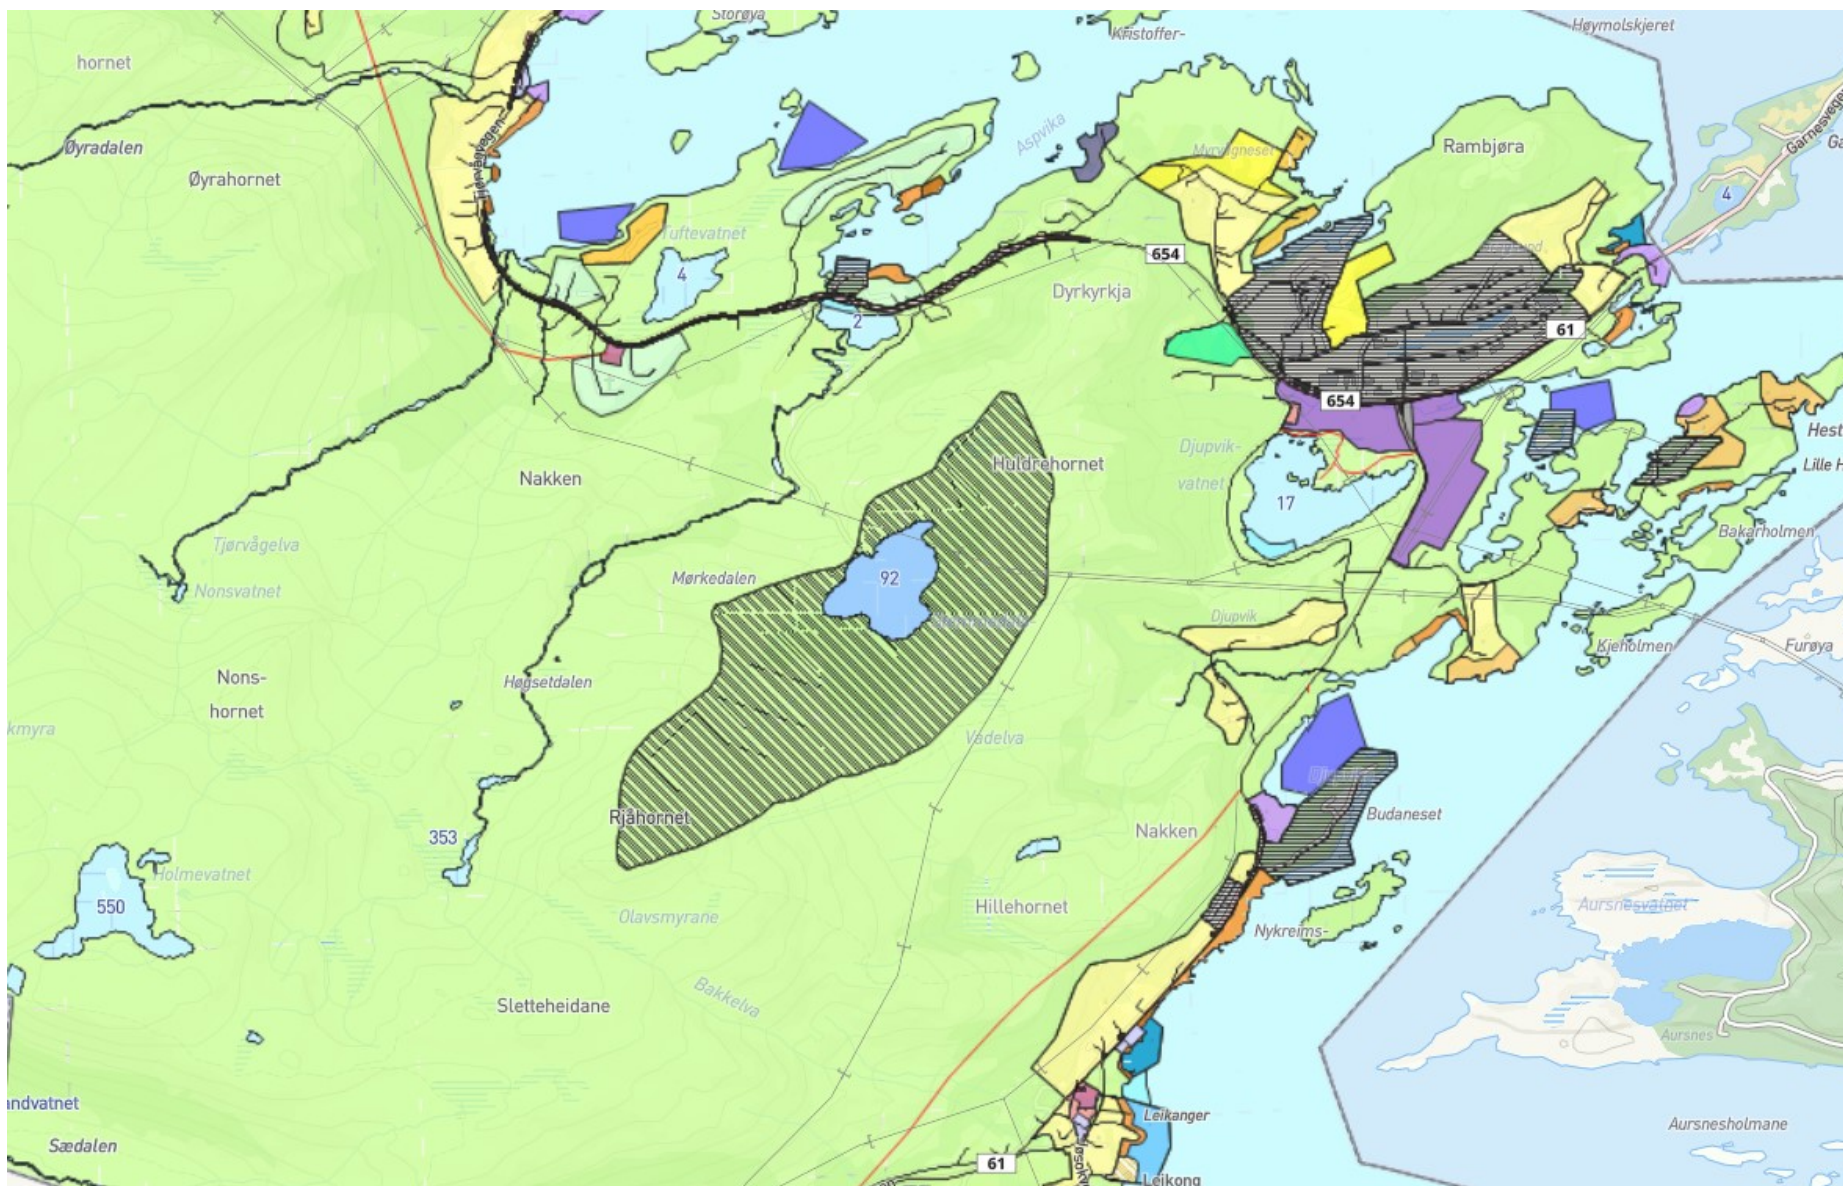 Storøya
Kristoffer-
Høymolskjeret
hornet
Garnesvegen
Øyradalen
Øyrahornet
Aspvika
Myrvågneset
Rambjøra
4
Tuftevatnet
4
654
Dyrkyrkja
2
61
654
Huldrehornet
Djupvik-
vatnet
Hest
Lille H
17
Nakken
Bakarholmen
Tjørvågelva
Nonsvatnet
Mørkedalen
92
Djupvik
Kjeholmen
Furøya
Nons-
hornet
Høgsetdalen
kmyra
Vadelva
Rjåhornet
Nakken
Budaneset
353
Holmevatnet
550
Olavsmyrane
Hillehornet
Aursnesvatnet
Nykreims-
Bakkelva
Sletteheidane
Aursnes
andvatnet
Leikanger
Aursnesholmane
Sædalen
61
Leikong